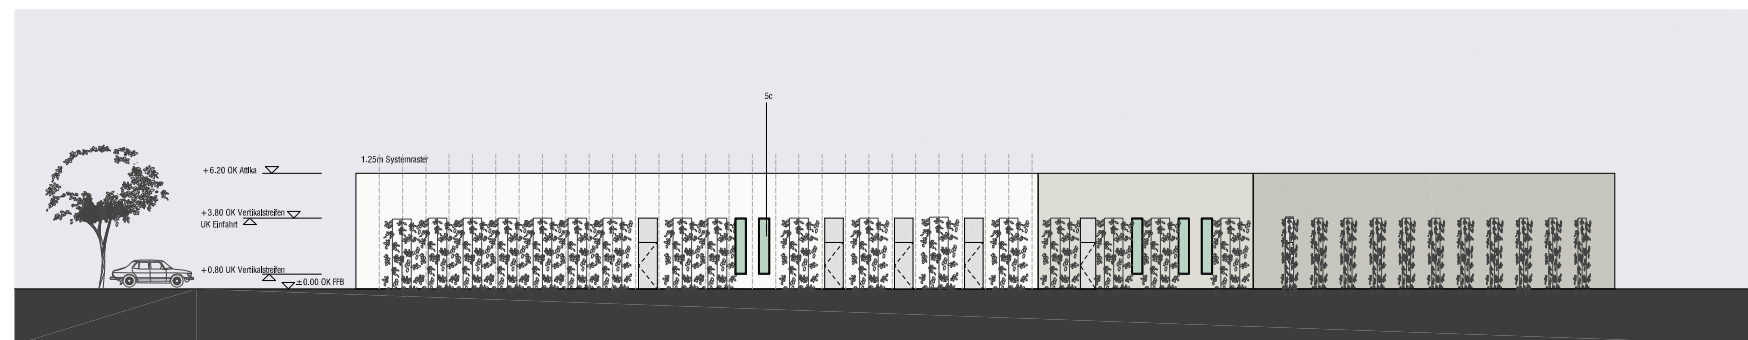 5c
1.25m Systemraster
+6.20 OK Attika
+3.80 OK Vertikalstreifen
UK Einfahrt
+0.80 UK Vertikalstreifen
±0.00 OK FFB